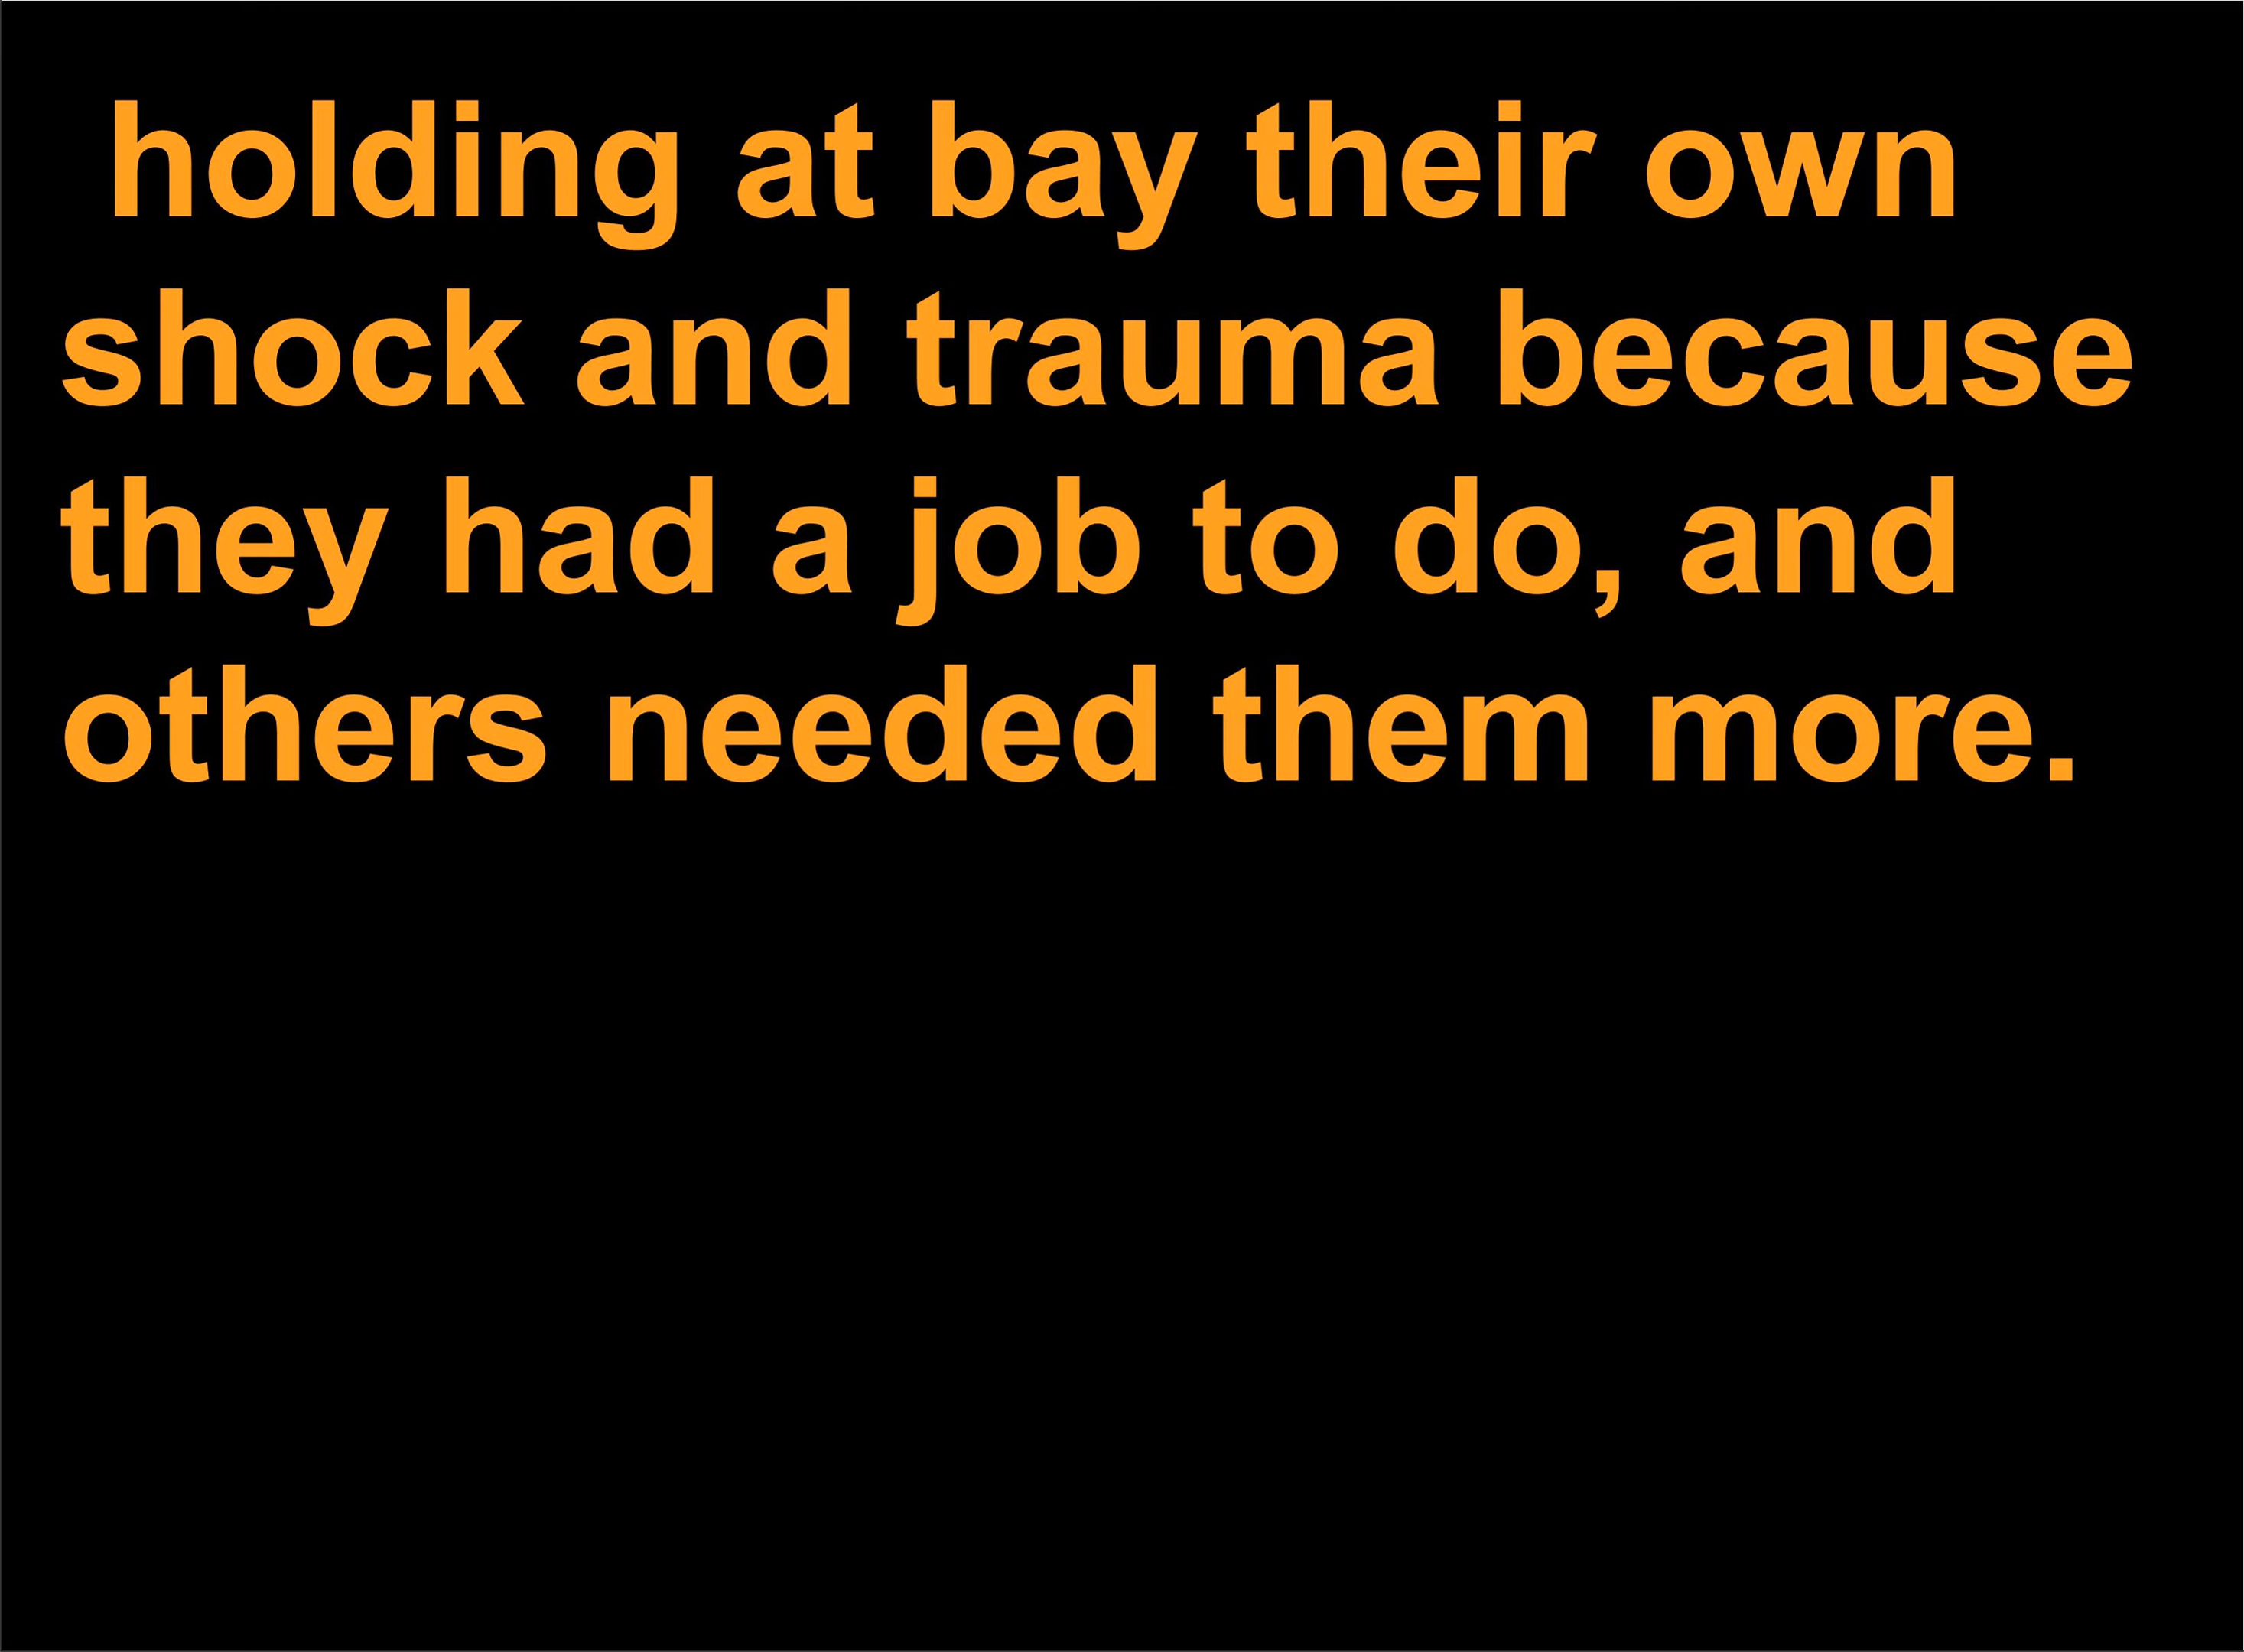 holding at bay their own
shock and trauma because
they had a job to do, and
others needed them more.